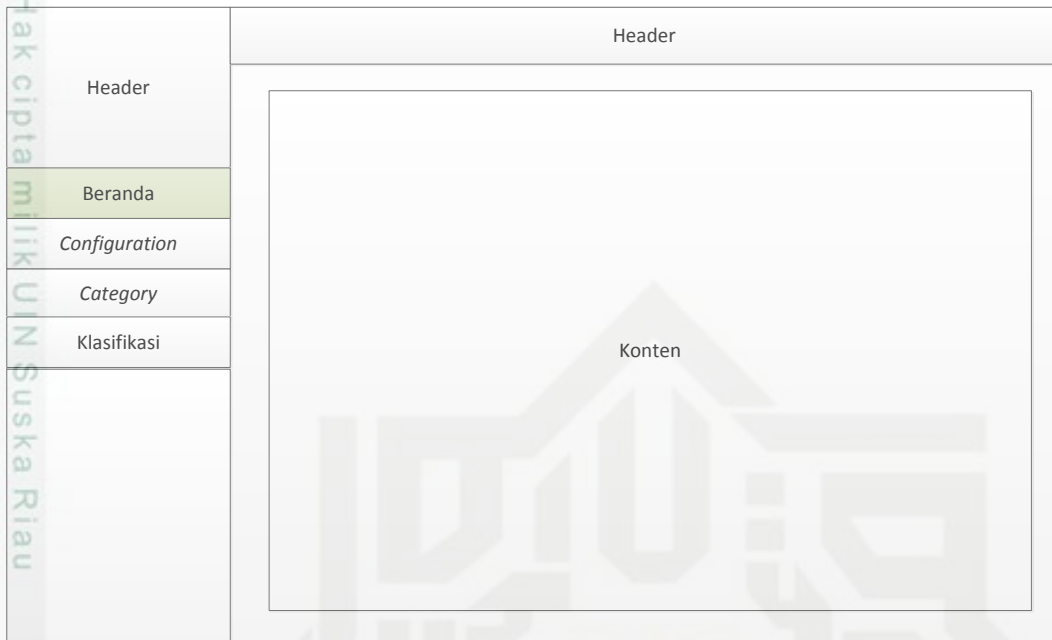 Header
Header
Beranda
Configuration
Category
Klasifikasi
Konten
Hak cipta milik UIN Suska Riau